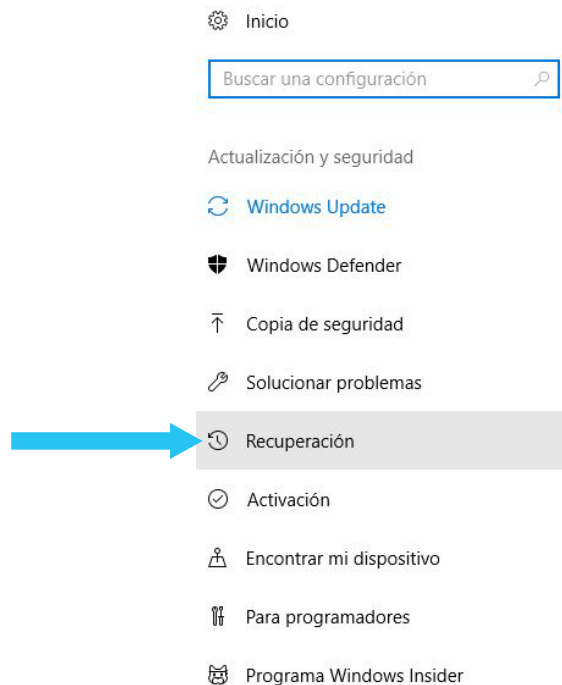 Inicio
Buscar una configuración
Actualización y seguridad
Windows Update
Windows Defender
Copia de seguridad
Solucionar problemas
Recuperación
Activación
Encontrar mi dispositivo
Para programadores
Programa Windows Insider